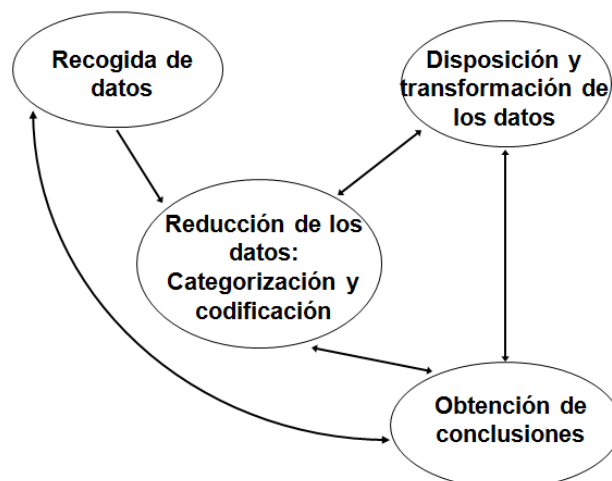 Recogida de
datos
Disposición y
transformación de
los datos
Reducción de los
datos:
Categorización y
codificación
Obtención de
conclusiones